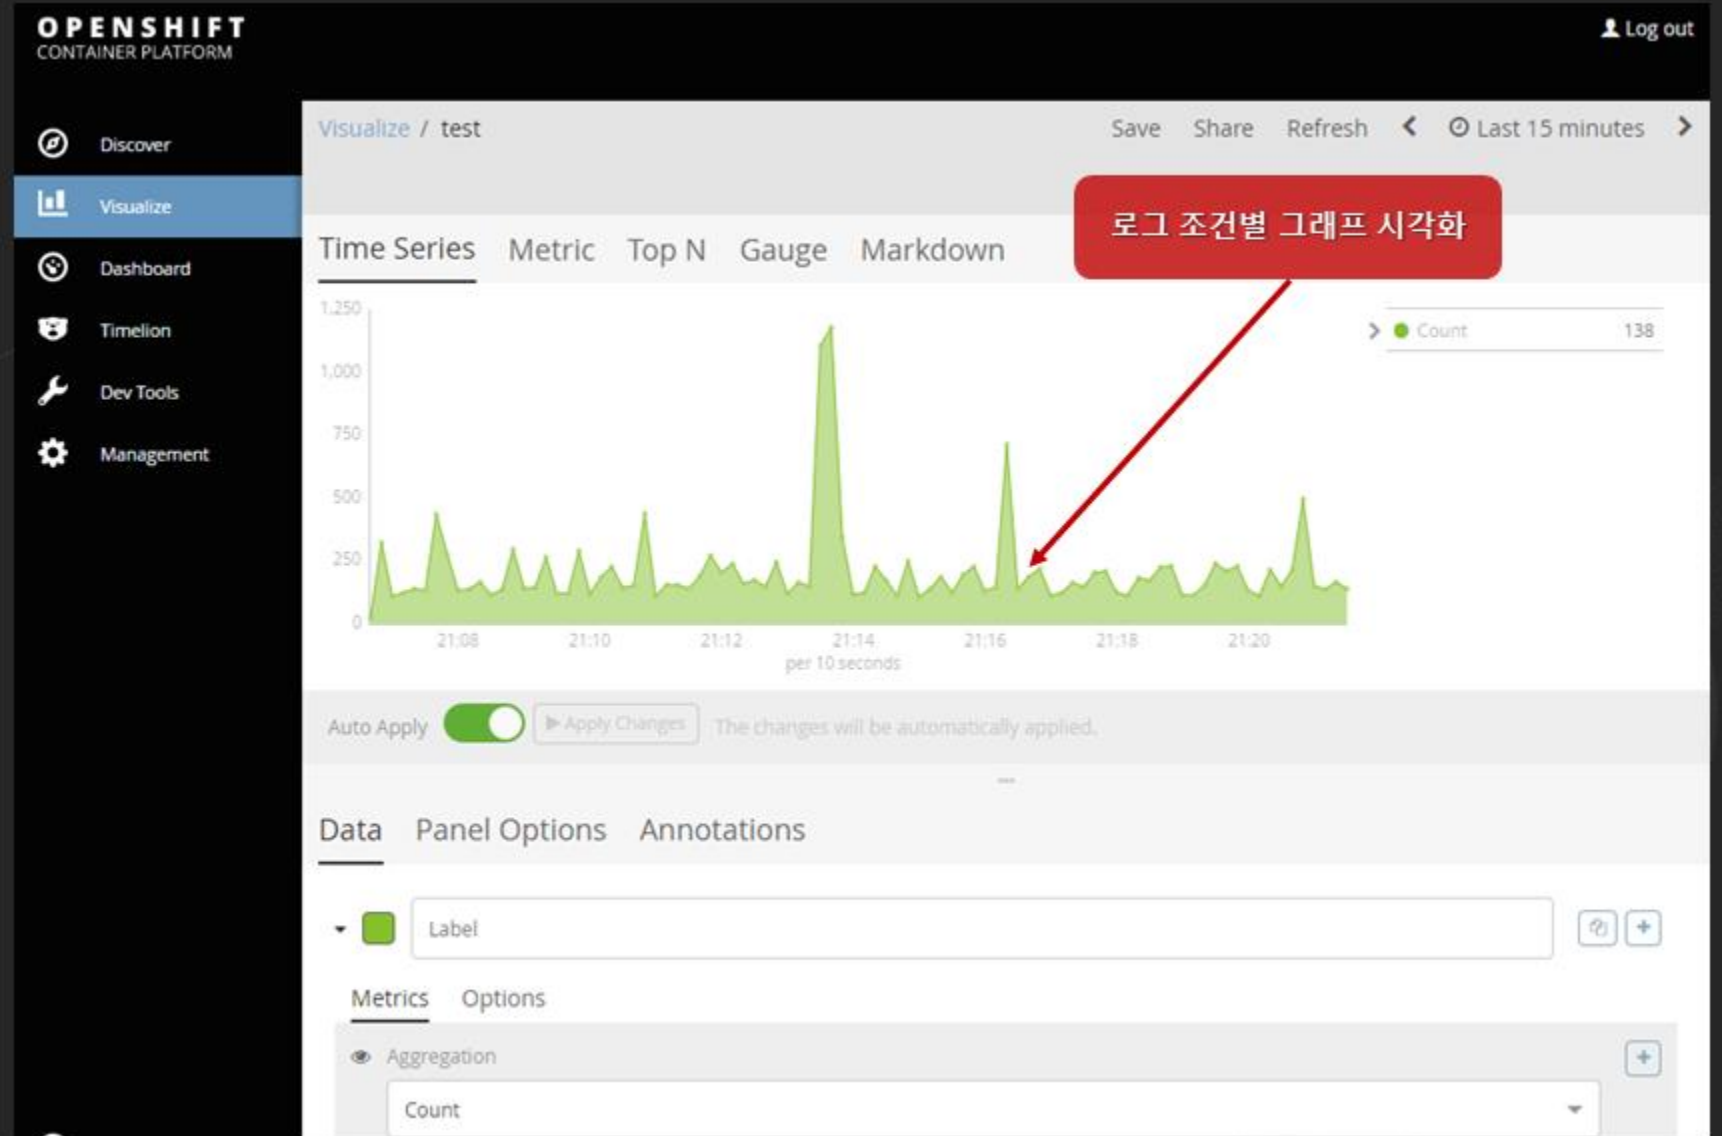 OPENSHIFT
CONTAINER PLATFORM
Log out
Discover
Visualize
Dashboard
Timelion
Dev Tools
Management
Visualize / test
Save Share Refresh Last 15 minutes
로그 조건별 그래프 시각화
Time Series Metric Top N Gauge Markdown
1,250
1,000
750
500
250
0
21:08 21:10 21:12 21:14 21:16 21:18 21:20
per 10 seconds
Count 138
Auto Apply Apply Changes The changes will be automatically applied.
Data Panel Options Annotations
Label
Metrics Options
Aggregation
Count